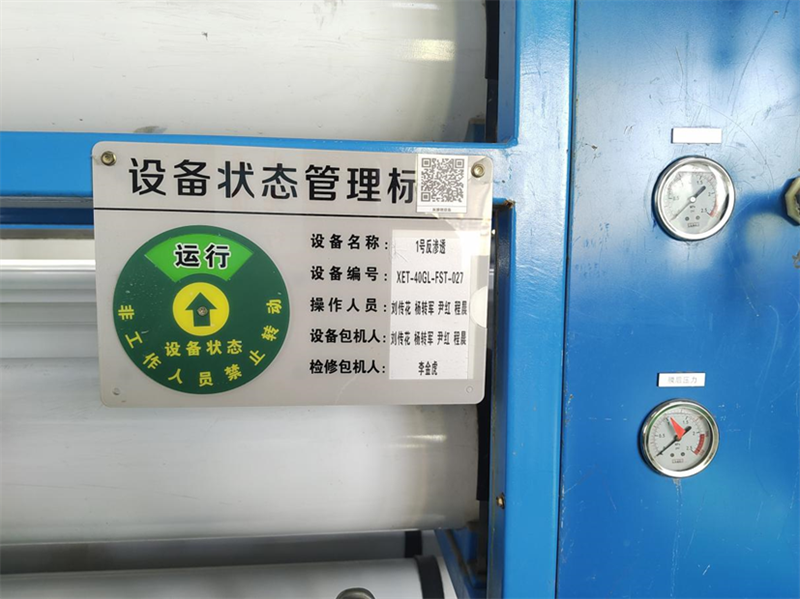 设备状态管理标
运行
设备状态
非工作人员禁止转动
设备名称： 1号反渗透
设备编号： XET-40GL-FST-027
操作人员： 刘传花 杨转军 尹红 程晨
设备包机人： 刘传花 杨转军 尹红 程晨
检修包机人： 李金虎